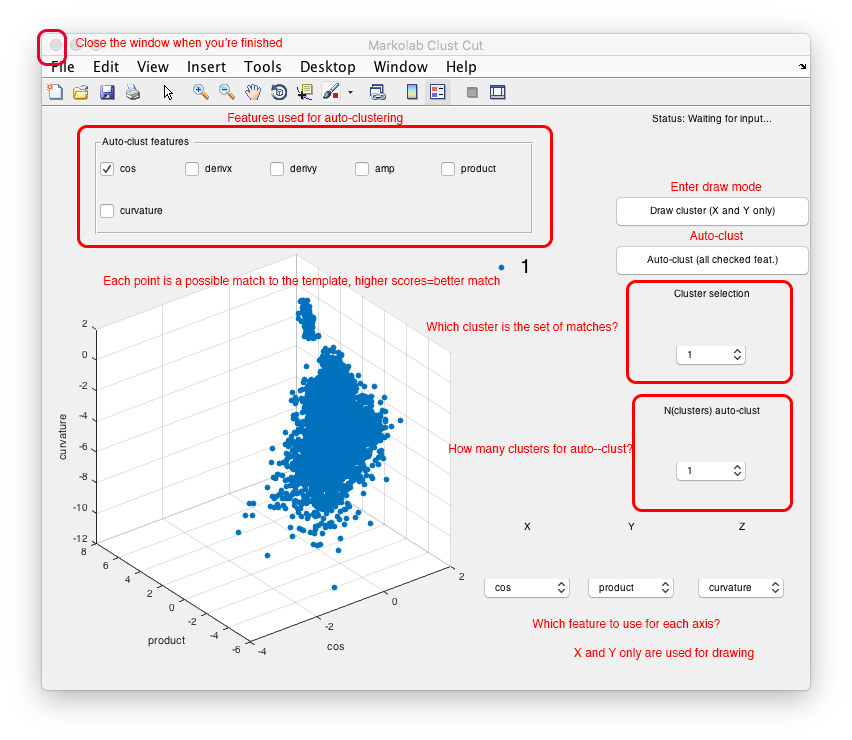 Close the window when you're finished
Markolab Clust Cut
File Edit View Insert Tools Desktop Window Help
Features used for auto-clustering
Status: Waiting for input...
Auto-clust features
cos
derivx
derivy
amp
product
curvature
Enter draw mode
Draw cluster (X and Y only)
Auto-clust
Auto-clust (all checked feat.)
1
Each point is a possible match to the template, higher scores=better match
Cluster selection
Which cluster is the set of matches?
1
N(clusters) auto-clust
How many clusters for auto--clust?
1
2
0
-2
-4
-6
-8
-10
-12
curvature
8
6
4
2
0
-2
-4
-6
product
-4
-2
0
2
cos
X Y Z
cos product curvature
Which feature to use for each axis?
X and Y only are used for drawing